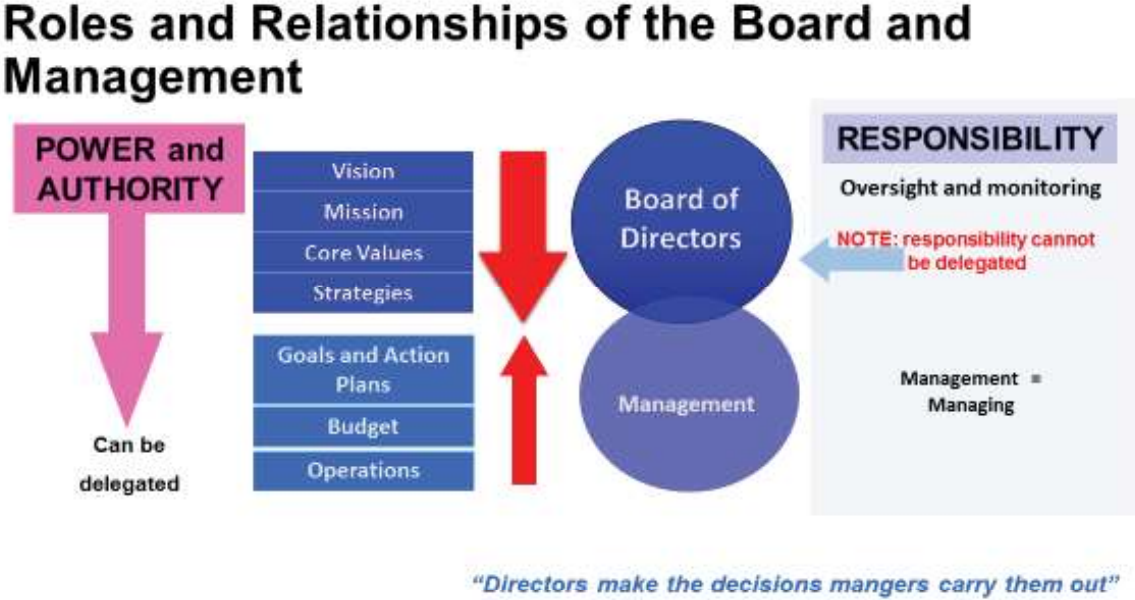 Roles and Relationships of the Board and
Management
POWER and
AUTHORITY
Can be
delegated
Vision
Mission
Core Values
Strategies
Goals and Action
Plans
Budget
Operations
Board of
Directors
Management
RESPONSIBILITY
Oversight and monitoring
NOTE: responsibility cannot
be delegated
Management =
Managing
“Directors make the decisions mangers carry them out”